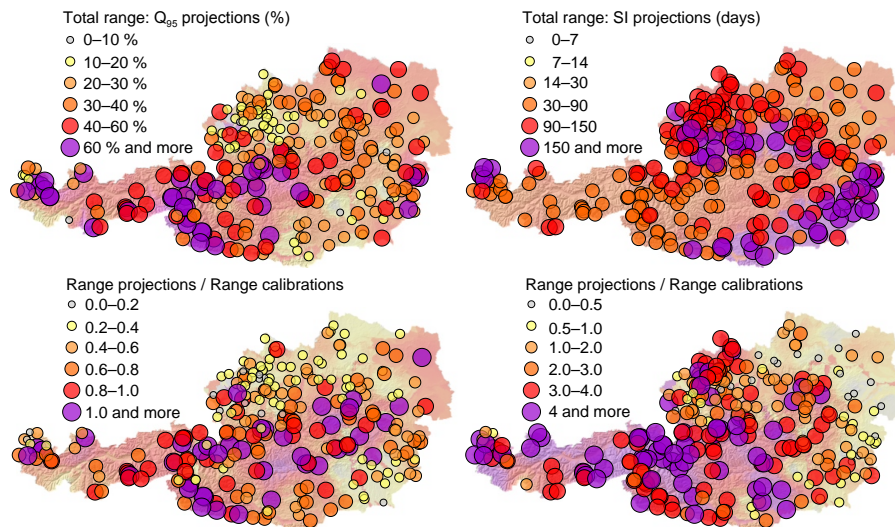 Total range: Q95 projections (%)
0–10 %
10–20 %
20–30 %
30–40 %
40–60 %
60 % and more
Total range: SI projections (days)
0–7
7–14
14–30
30–90
90–150
150 and more
Range projections / Range calibrations
0.0–0.2
0.2–0.4
0.4–0.6
0.6–0.8
0.8–1.0
1.0 and more
Range projections / Range calibrations
0.0–0.5
0.5–1.0
1.0–2.0
2.0–3.0
3.0–4.0
4 and more